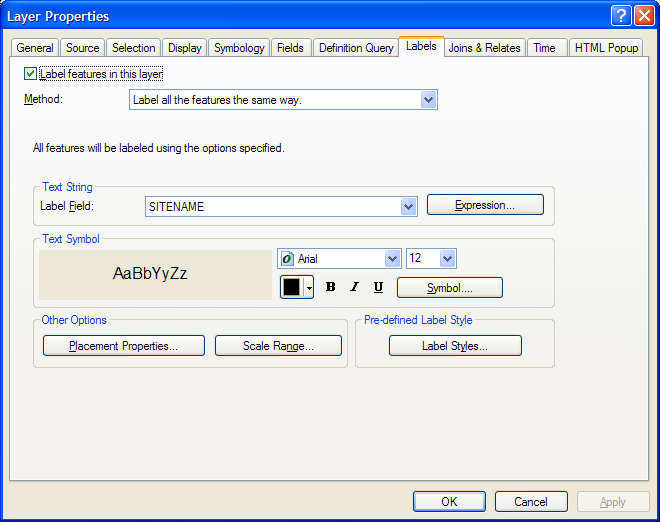 Layer Properties
General Source Selection Display Symbology Fields Definition Query Labels Joins & Relates Time HTML Popup
Label features in this layer
Method: Label all the features the same way.
All features will be labeled using the options specified.
Text String
Label Field: SITENAME Expression...
Text Symbol
AaBbYyZz
Arial 12
B I U Symbol....
Other Options Pre-defined Label Style
Placement Properties... Scale Range... Label Styles...
OK Cancel Apply